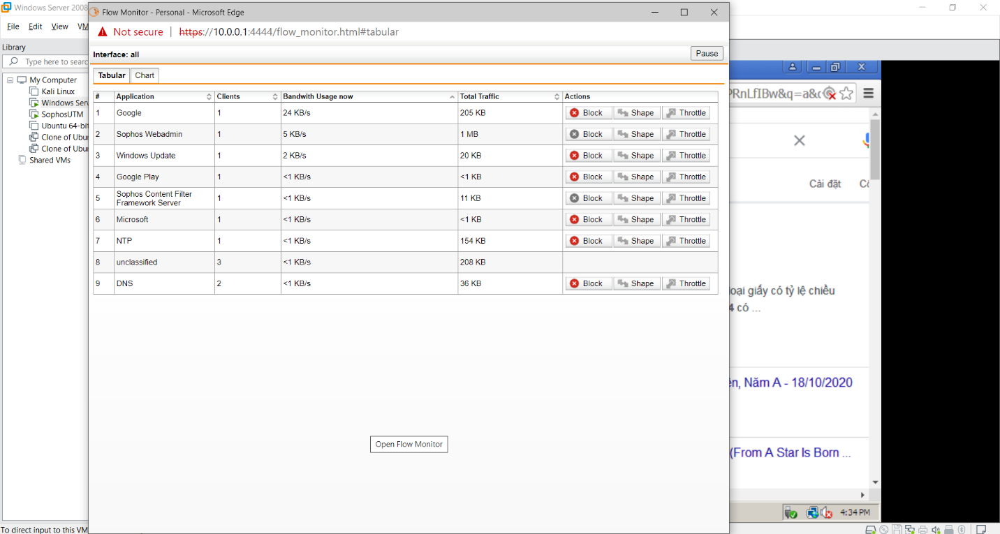 Windows Server 2008
File Edit View VM
Library
Type here to search
My Computer
Kali Linux
Windows Serv
SophosUTM
Ubuntu 64-bit
Clone of Ubu
Clone of Ubu
Shared VMs
To direct input to this VM
Flow Monitor - Personal - Microsoft Edge
Not secure | https://10.0.0.1:4444/flow_monitor.html#tabular
Interface: all
Pause
Tabular Chart
# Application Clients Bandwith Usage now Total Traffic Actions
1 Google 1 24 KB/s 205 KB Block Shape Throttle
2 Sophos Webadmin 1 5 KB/s 1 MB Block Shape Throttle
3 Windows Update 1 2 KB/s 20 KB Block Shape Throttle
4 Google Play 1 <1 KB/s <1 KB Block Shape Throttle
5 Sophos Content Filter
Framework Server 1 <1 KB/s 11 KB Block Shape Throttle
6 Microsoft 1 <1 KB/s <1 KB Block Shape Throttle
7 NTP 1 <1 KB/s 154 KB Block Shape Throttle
8 unclassified 3 <1 KB/s 208 KB
9 DNS 2 <1 KB/s 36 KB Block Shape Throttle
Open Flow Monitor
PRnLfIBw&q=a&
Cài đặt
oại giấy có tỷ lệ chiều
4 có ...
ên, Năm A - 18/10/2020
(From A Star Is Born ...
4:34 PM